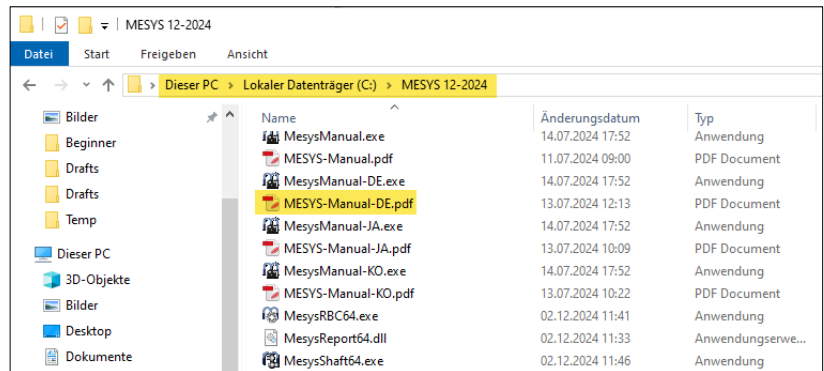 MESYS 12-2024
Datei Start Freigeben Ansicht
Dieser PC > Lokaler Datenträger (C:) > MESYS 12-2024
Bilder
Beginner
Drafts
Drafts
Temp
Dieser PC
3D-Objekte
Bilder
Desktop
Dokumente
Name Änderungsdatum Typ
MesysManual.exe 14.07.2024 17:52 Anwendung
MESYS-Manual.pdf 11.07.2024 09:00 PDF Document
MesysManual-DE.exe 14.07.2024 17:52 Anwendung
MESYS-Manual-DE.pdf 13.07.2024 12:13 PDF Document
MesysManual-JA.exe 14.07.2024 17:52 Anwendung
MESYS-Manual-JA.pdf 13.07.2024 10:09 PDF Document
MesysManual-KO.exe 14.07.2024 17:52 Anwendung
MESYS-Manual-KO.pdf 13.07.2024 10:22 PDF Document
MesysRBC64.exe 02.12.2024 11:41 Anwendung
MesysReport64.dll 02.12.2024 11:33 Anwendungserwe...
MesysShaft64.exe 02.12.2024 11:46 Anwendung